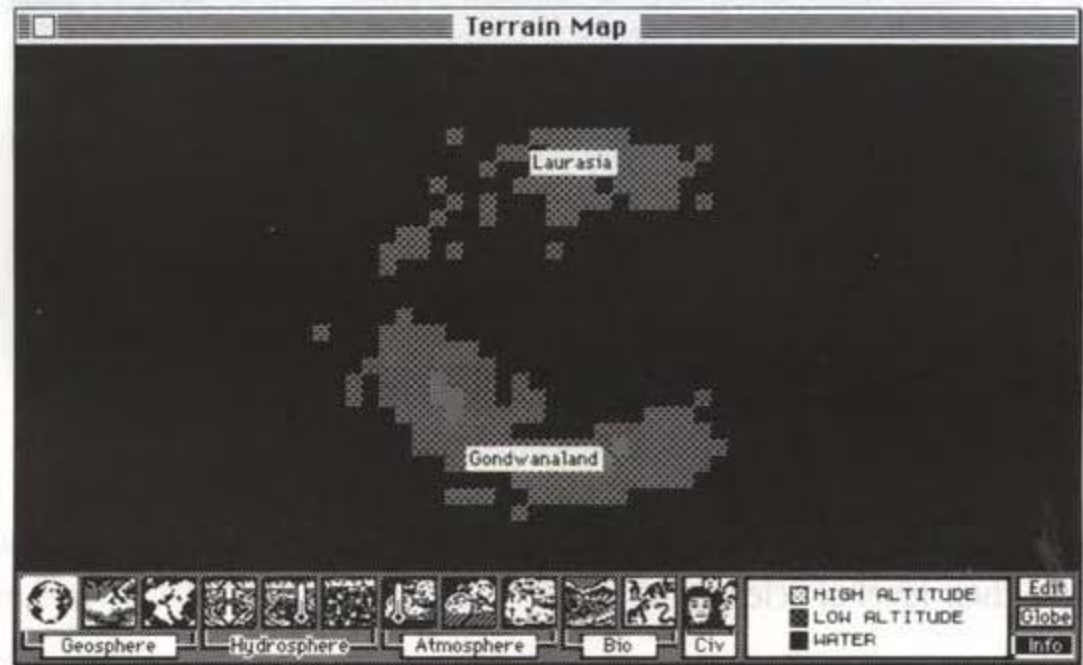 Terrain Map
Laurasia
Gondwanaland
Geosphere
Hydrosphere
Atmosphere
Bio
Civ
HIGH ALTITUDE
LOW ALTITUDE
WATER
Edit
Globe
Info